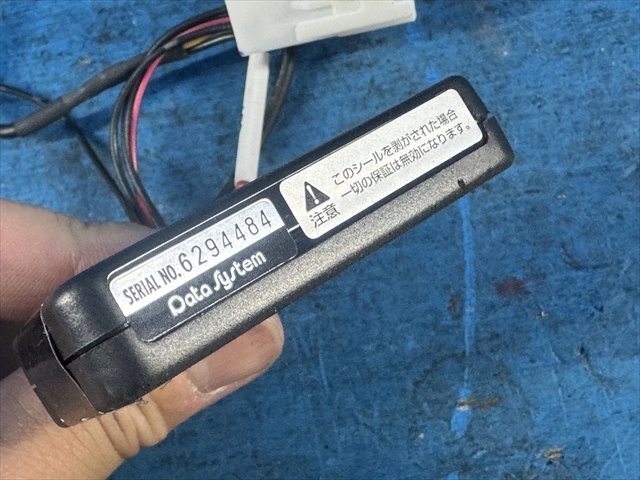 SERIAL NO. 6294484
Data System
注意
このシールを剥がされた場合
一切の保証は無効になります。